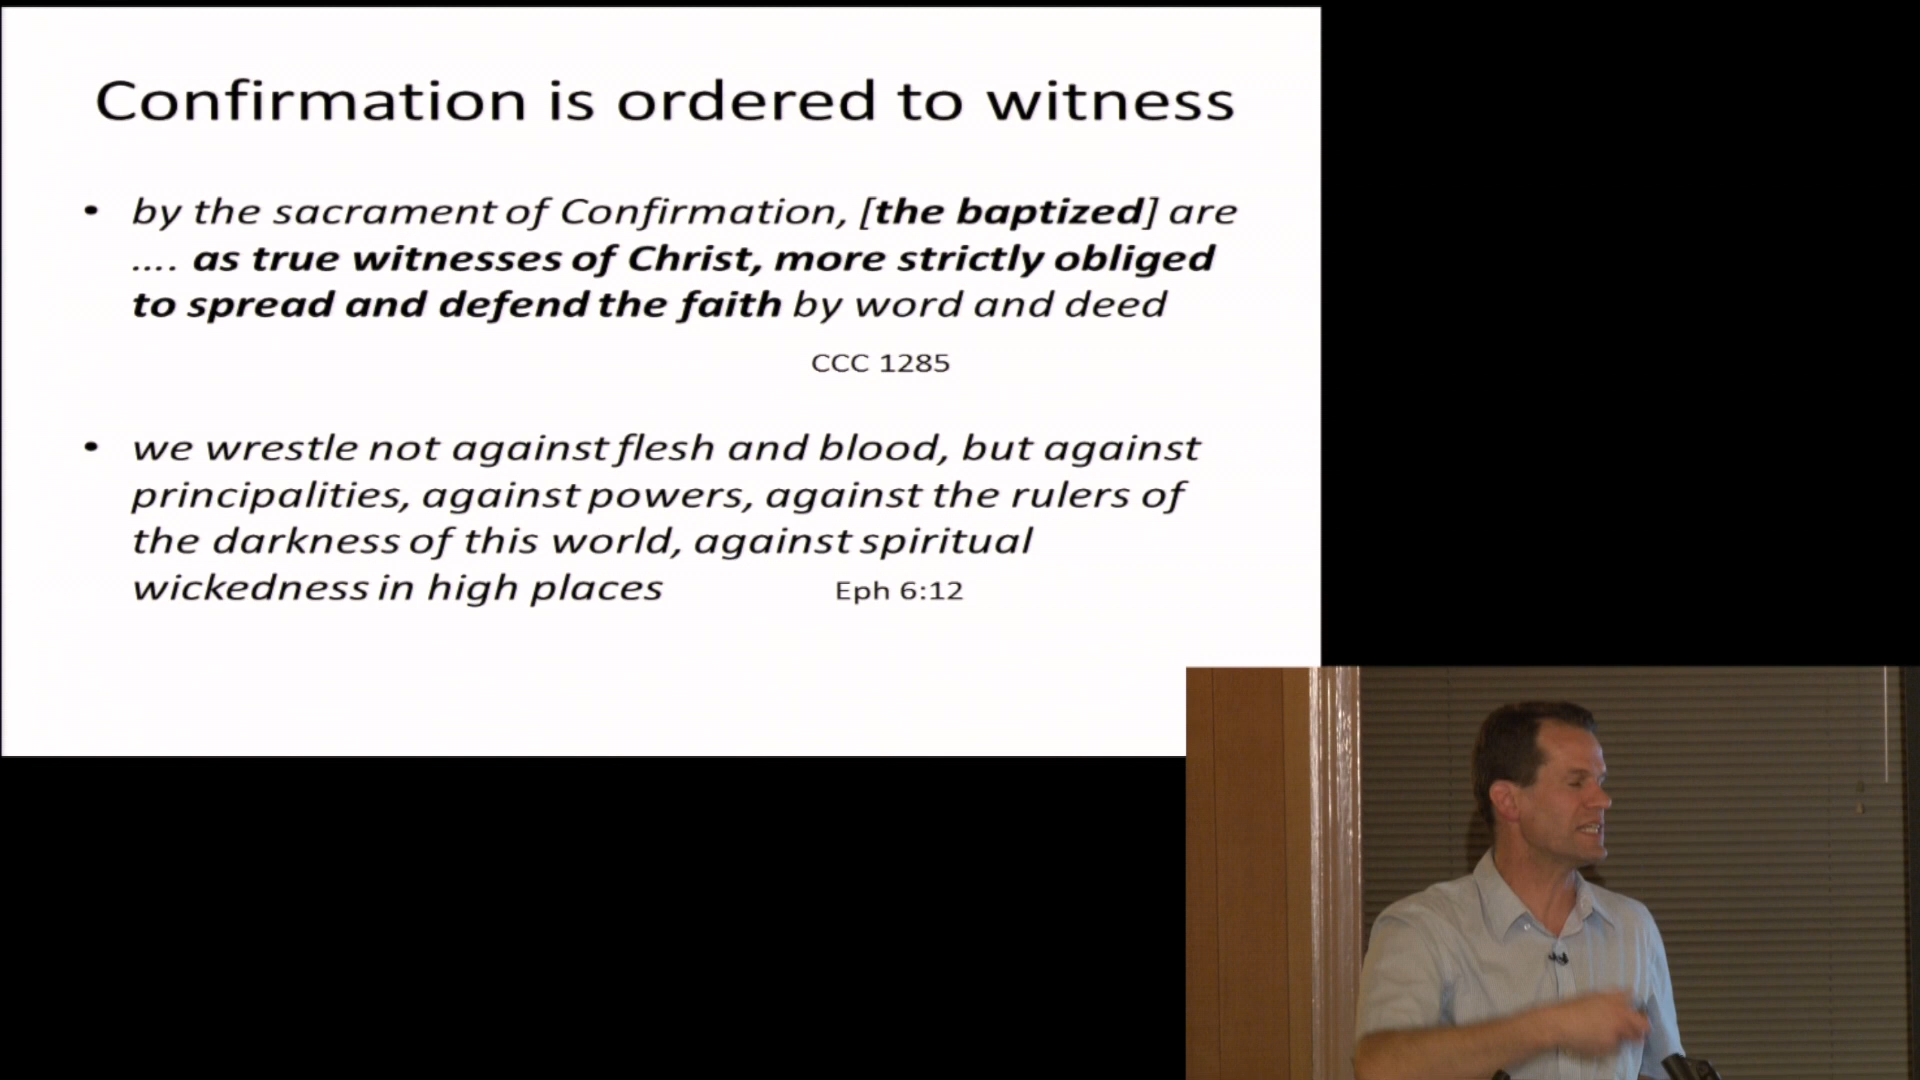 Confirmation is ordered to witness
• by the sacrament of Confirmation, [the baptized] are
.... as true witnesses of Christ, more strictly obliged
to spread and defend the faith by word and deed
CCC 1285
• we wrestle not against flesh and blood, but against
principalities, against powers, against the rulers of
the darkness of this world, against spiritual
wickedness in high places Eph 6:12